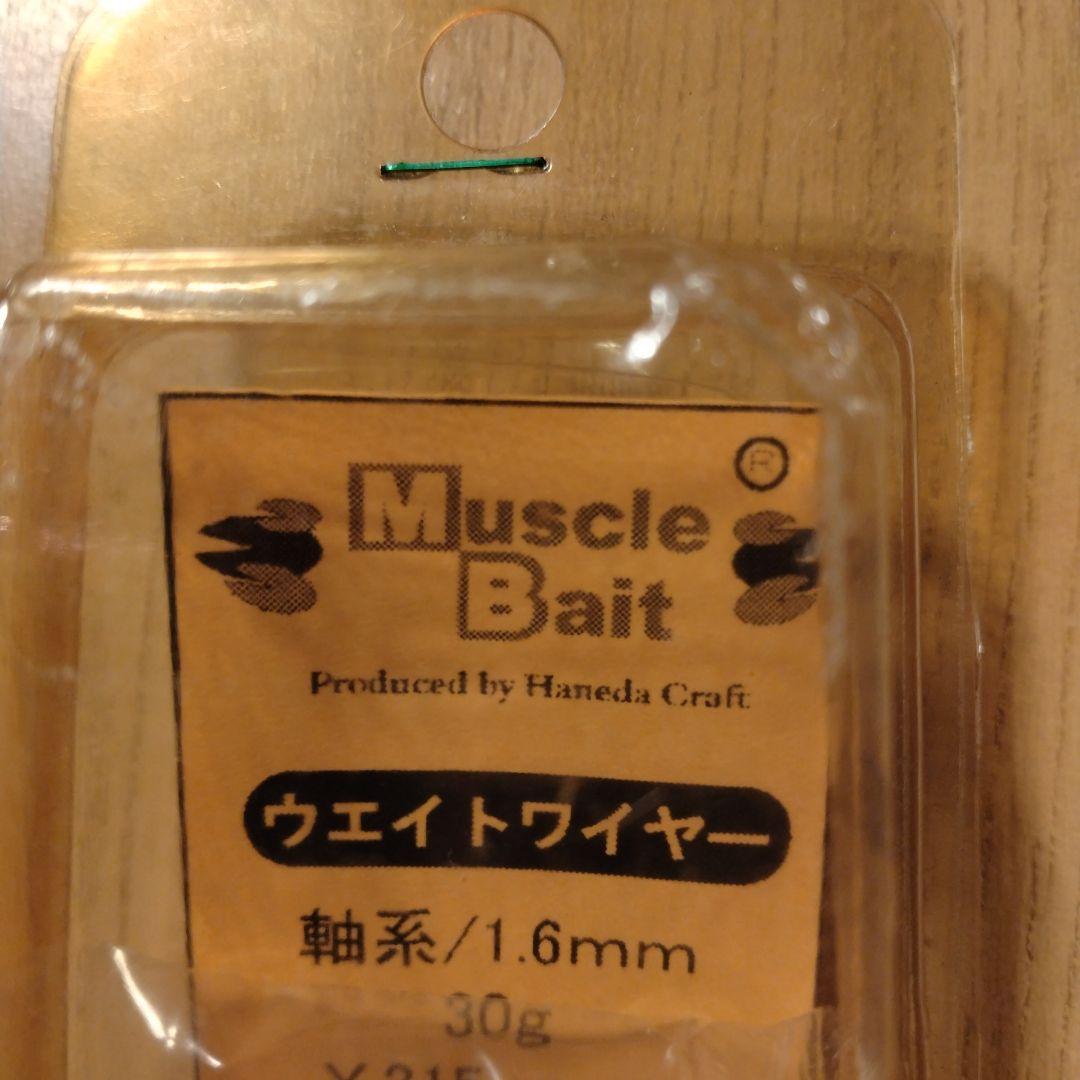 ®
Muscle
Bait
Produced by Haneda Craft
ウエイトワイヤー
軸系/1.6mm
30g
¥315